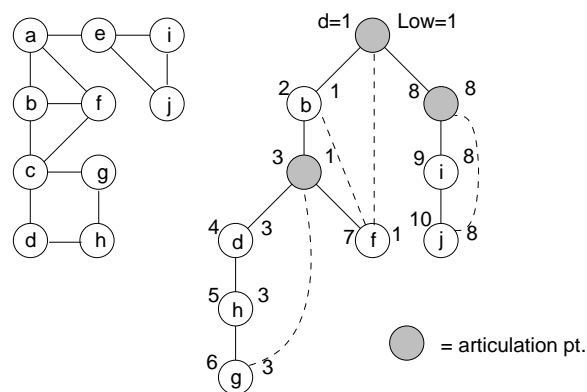 a e i
d=1 Low=1
b f j
2 b 1
8 8
c g
3 1
9 i 8
d h
4 d 3
7 f 1
10 j 8
5 h 3
6 g 3
= articulation pt.